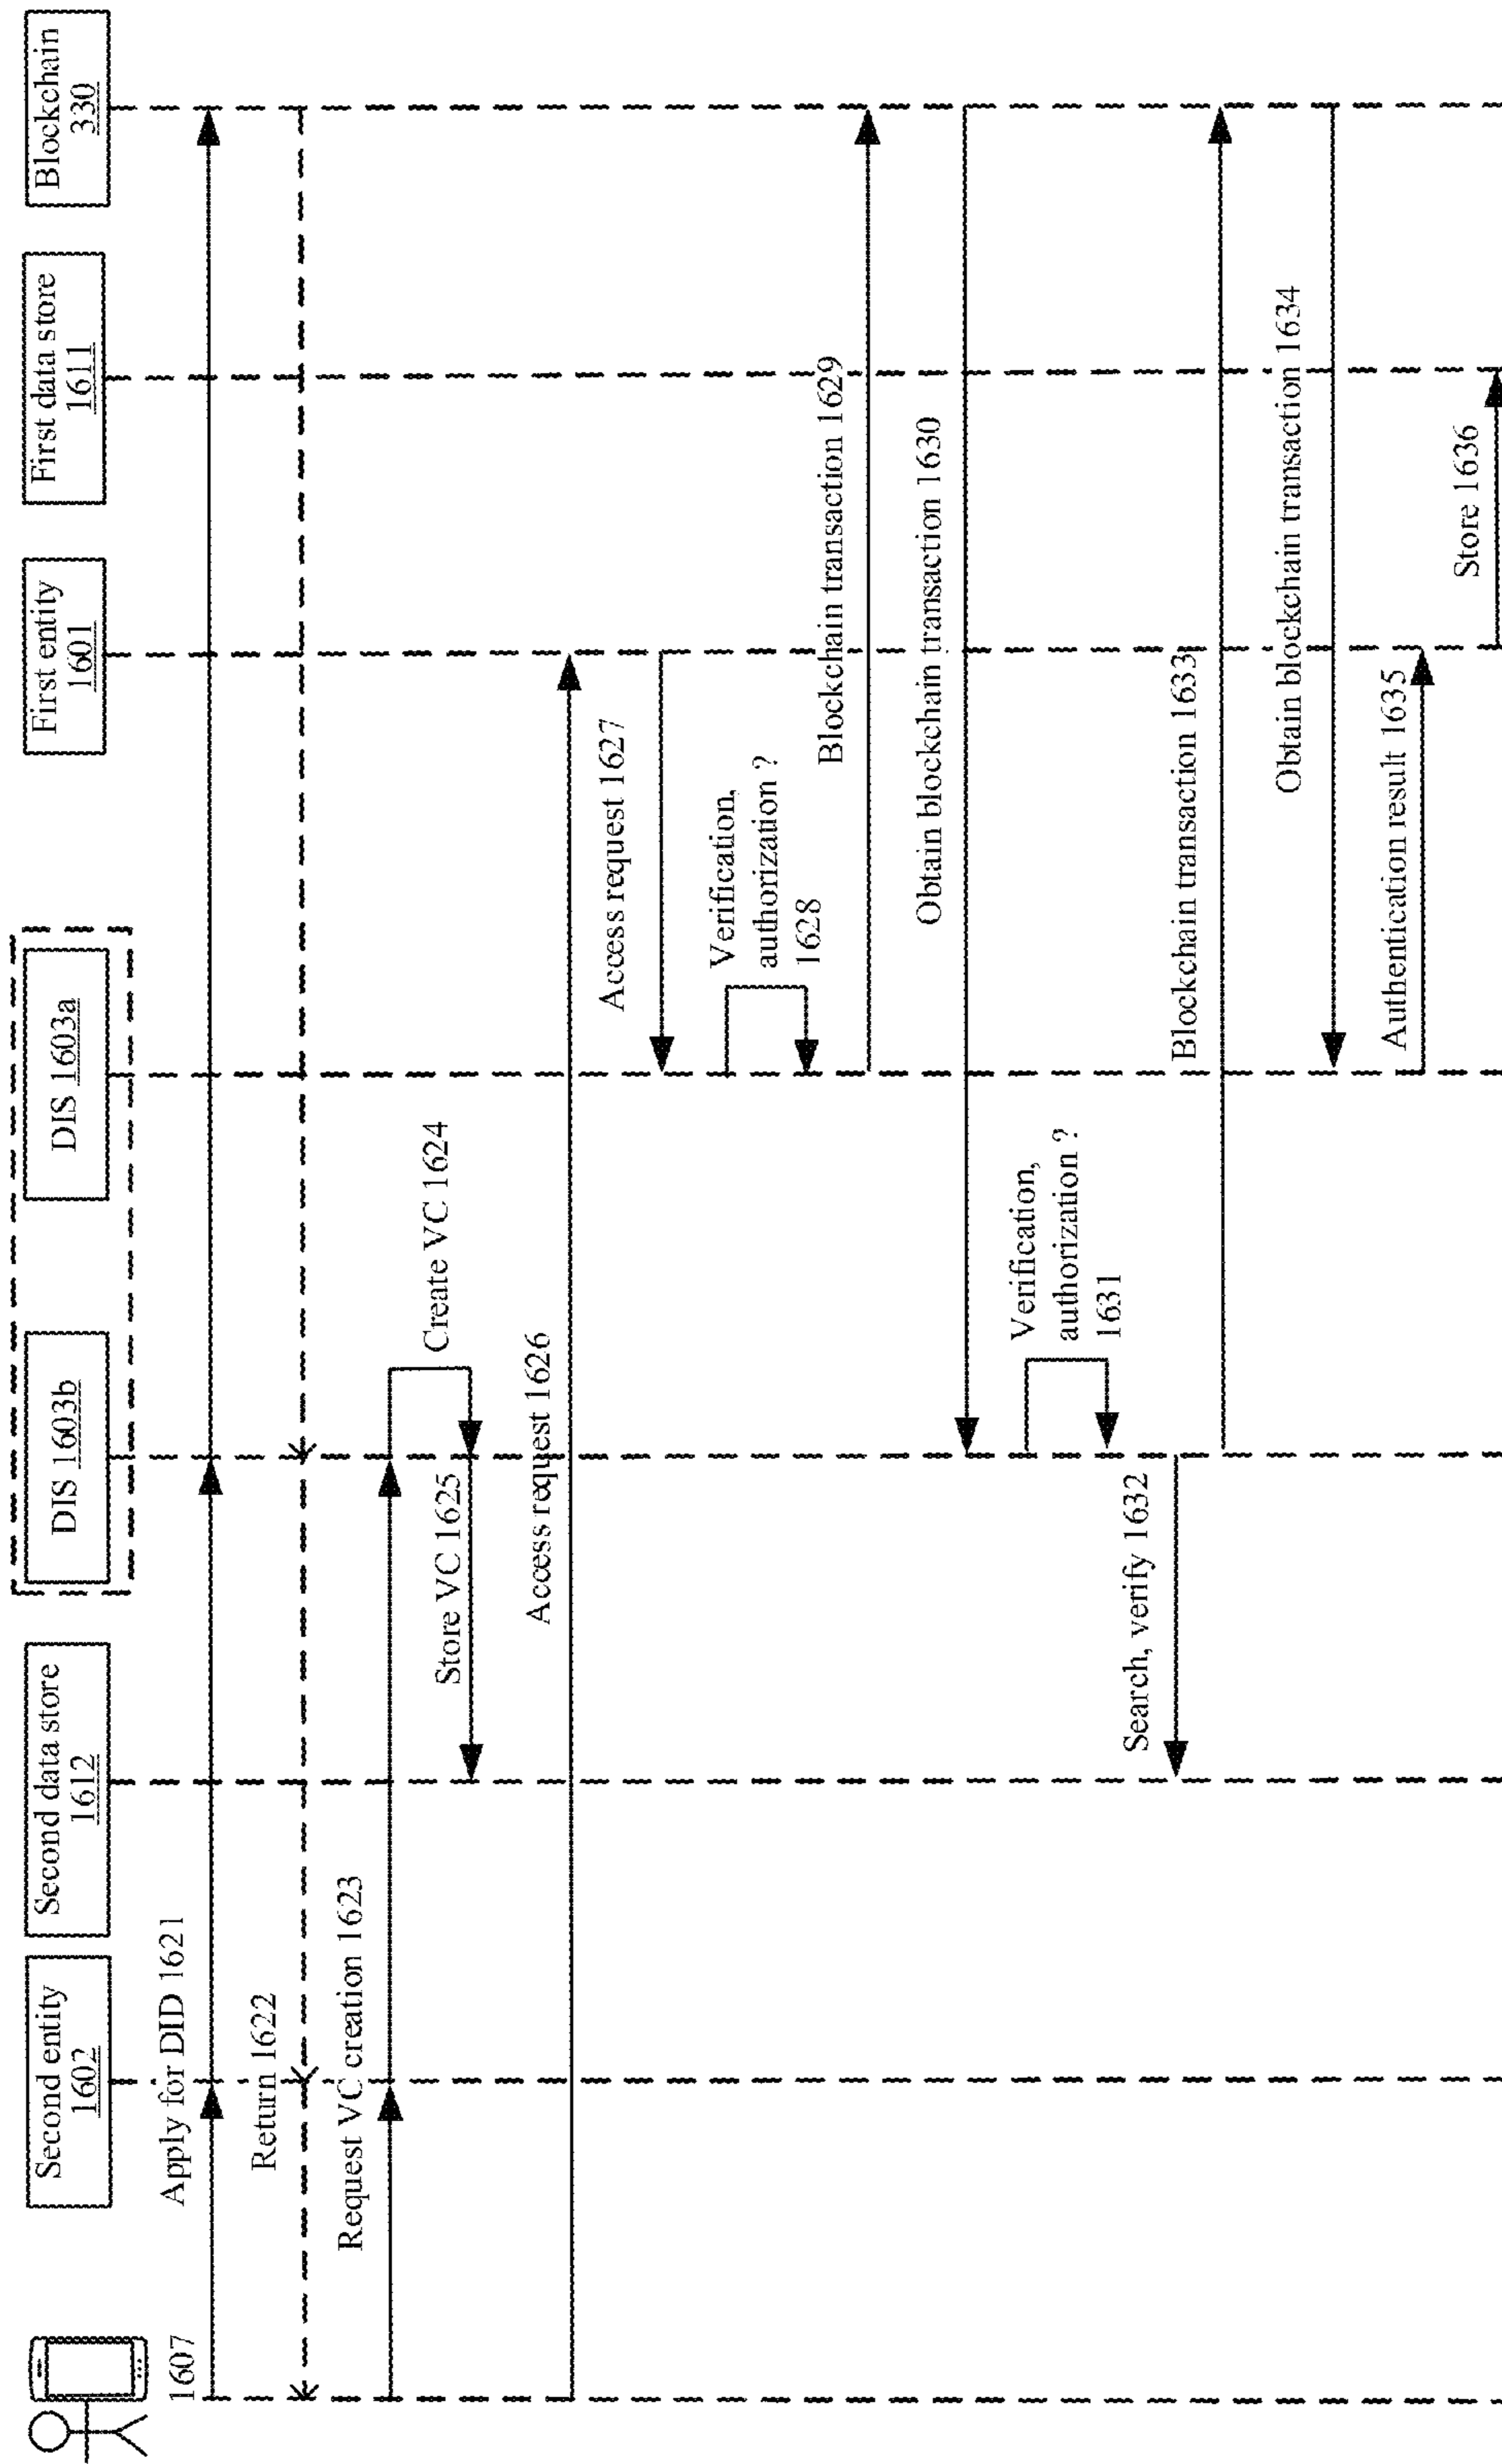 1607
Second entity
1602
Second data store
1612
DIS 1603b
DIS 1603a
First entity
1601
First data store
1611
Blockchain
330
Apply for DID 1621
Return 1622
Request VC creation 1623
Create VC 1624
Store VC 1625
Access request 1626
Access request 1627
Verification,
authorization ?
1628
Blockchain transaction 1629
Obtain blockchain transaction 1630
Verification,
authorization ?
1631
Search, verify 1632
Blockchain transaction 1633
Obtain blockchain transaction 1634
Authentication result 1635
Store 1636